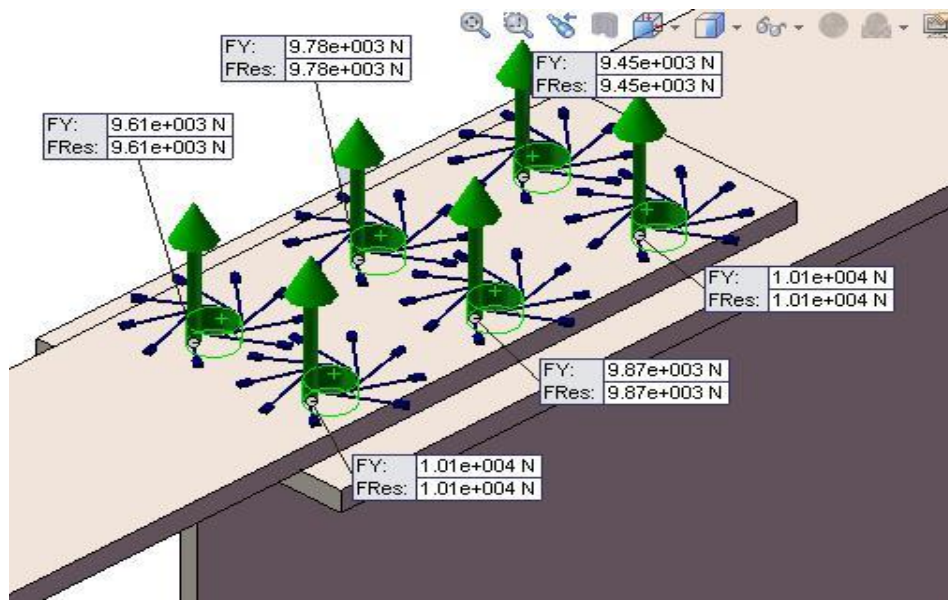 FY: 9.78e+003 N
FRes: 9.78e+003 N
FY: 9.45e+003 N
FRes: 9.45e+003 N
FY: 9.61e+003 N
FRes: 9.61e+003 N
FY: 1.01e+004 N
FRes: 1.01e+004 N
FY: 9.87e+003 N
FRes: 9.87e+003 N
FY: 1.01e+004 N
FRes: 1.01e+004 N